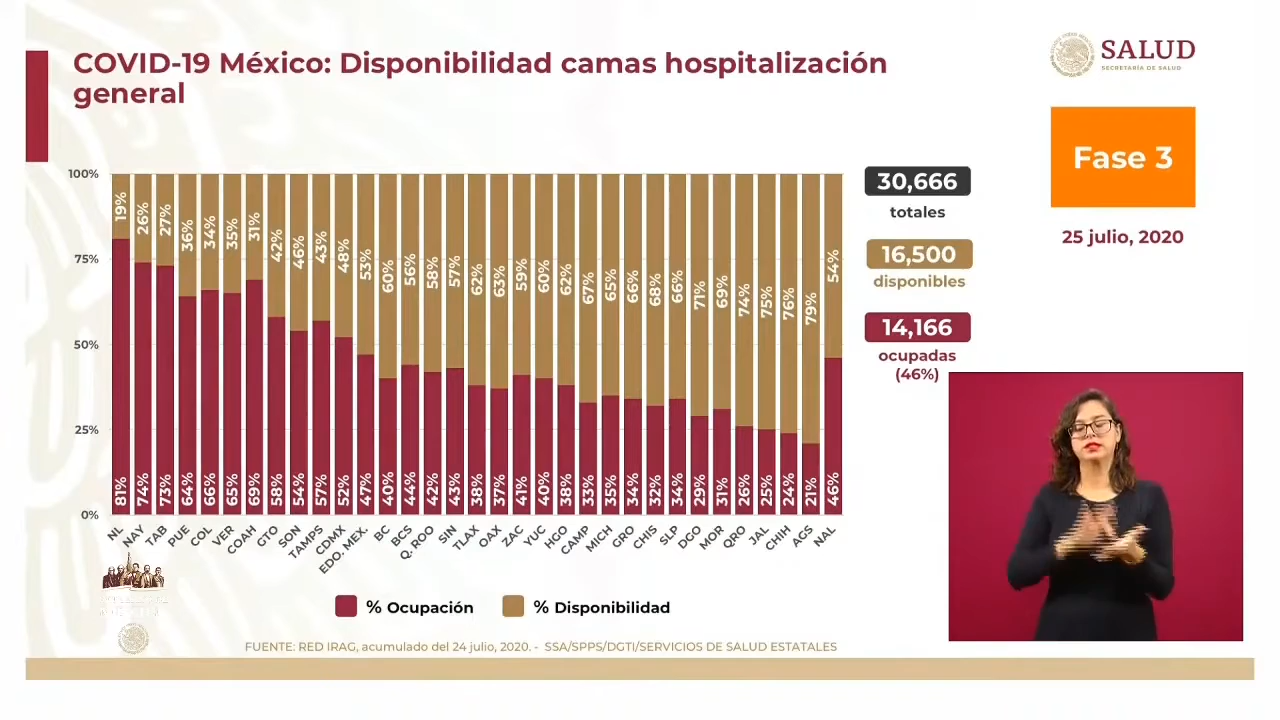 COVID-19 México: Disponibilidad camas hospitalización
general
SALUD
SECRETARÍA DE SALUD
Fase 3
25 julio, 2020
30,666
totales
16,500
disponibles
14,166
ocupadas
(46%)
100%
75%
50%
25%
0%
19% 26% 27% 36% 34% 35% 31% 42% 46% 43% 48% 53% 60% 56% 58% 57% 62% 63% 59% 60% 62% 67% 65% 66% 68% 66% 71% 69% 74% 75% 76% 79% 54%
81% 74% 73% 64% 66% 65% 69% 58% 54% 57% 52% 47% 40% 44% 42% 43% 38% 37% 41% 40% 38% 33% 35% 34% 32% 34% 29% 31% 26% 25% 24% 21% 46%
NL NAY TAB PUE COL VER COAH GTO SON TAMPS CDMX EDO. MEX. BC BCS Q. ROO SIN TLAX OAX ZAC YUC HGO CAMP MICH GRO CHIS SLP DGO MOR QRO JAL CHIH AGS NAL
% Ocupación
% Disponibilidad
FUENTE: RED IRAG, acumulado del 24 julio, 2020. - SSA/SPPS/DGTI/SERVICIOS DE SALUD ESTATALES